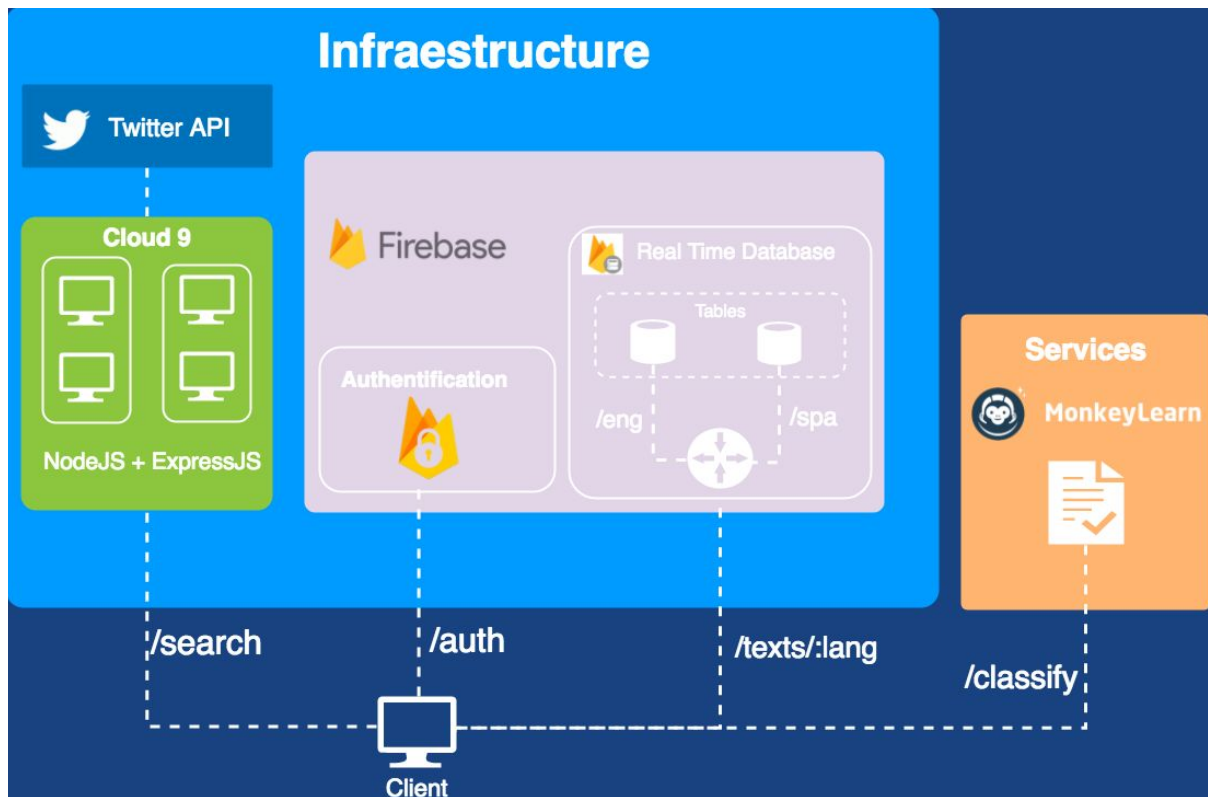 Infraestructure
Twitter API
Cloud 9
NodeJS + ExpressJS
Firebase
Authentification
Real Time Database
Tables
/eng
/spa
Services
MonkeyLearn
/search
/auth
/texts/:lang
/classify
Client